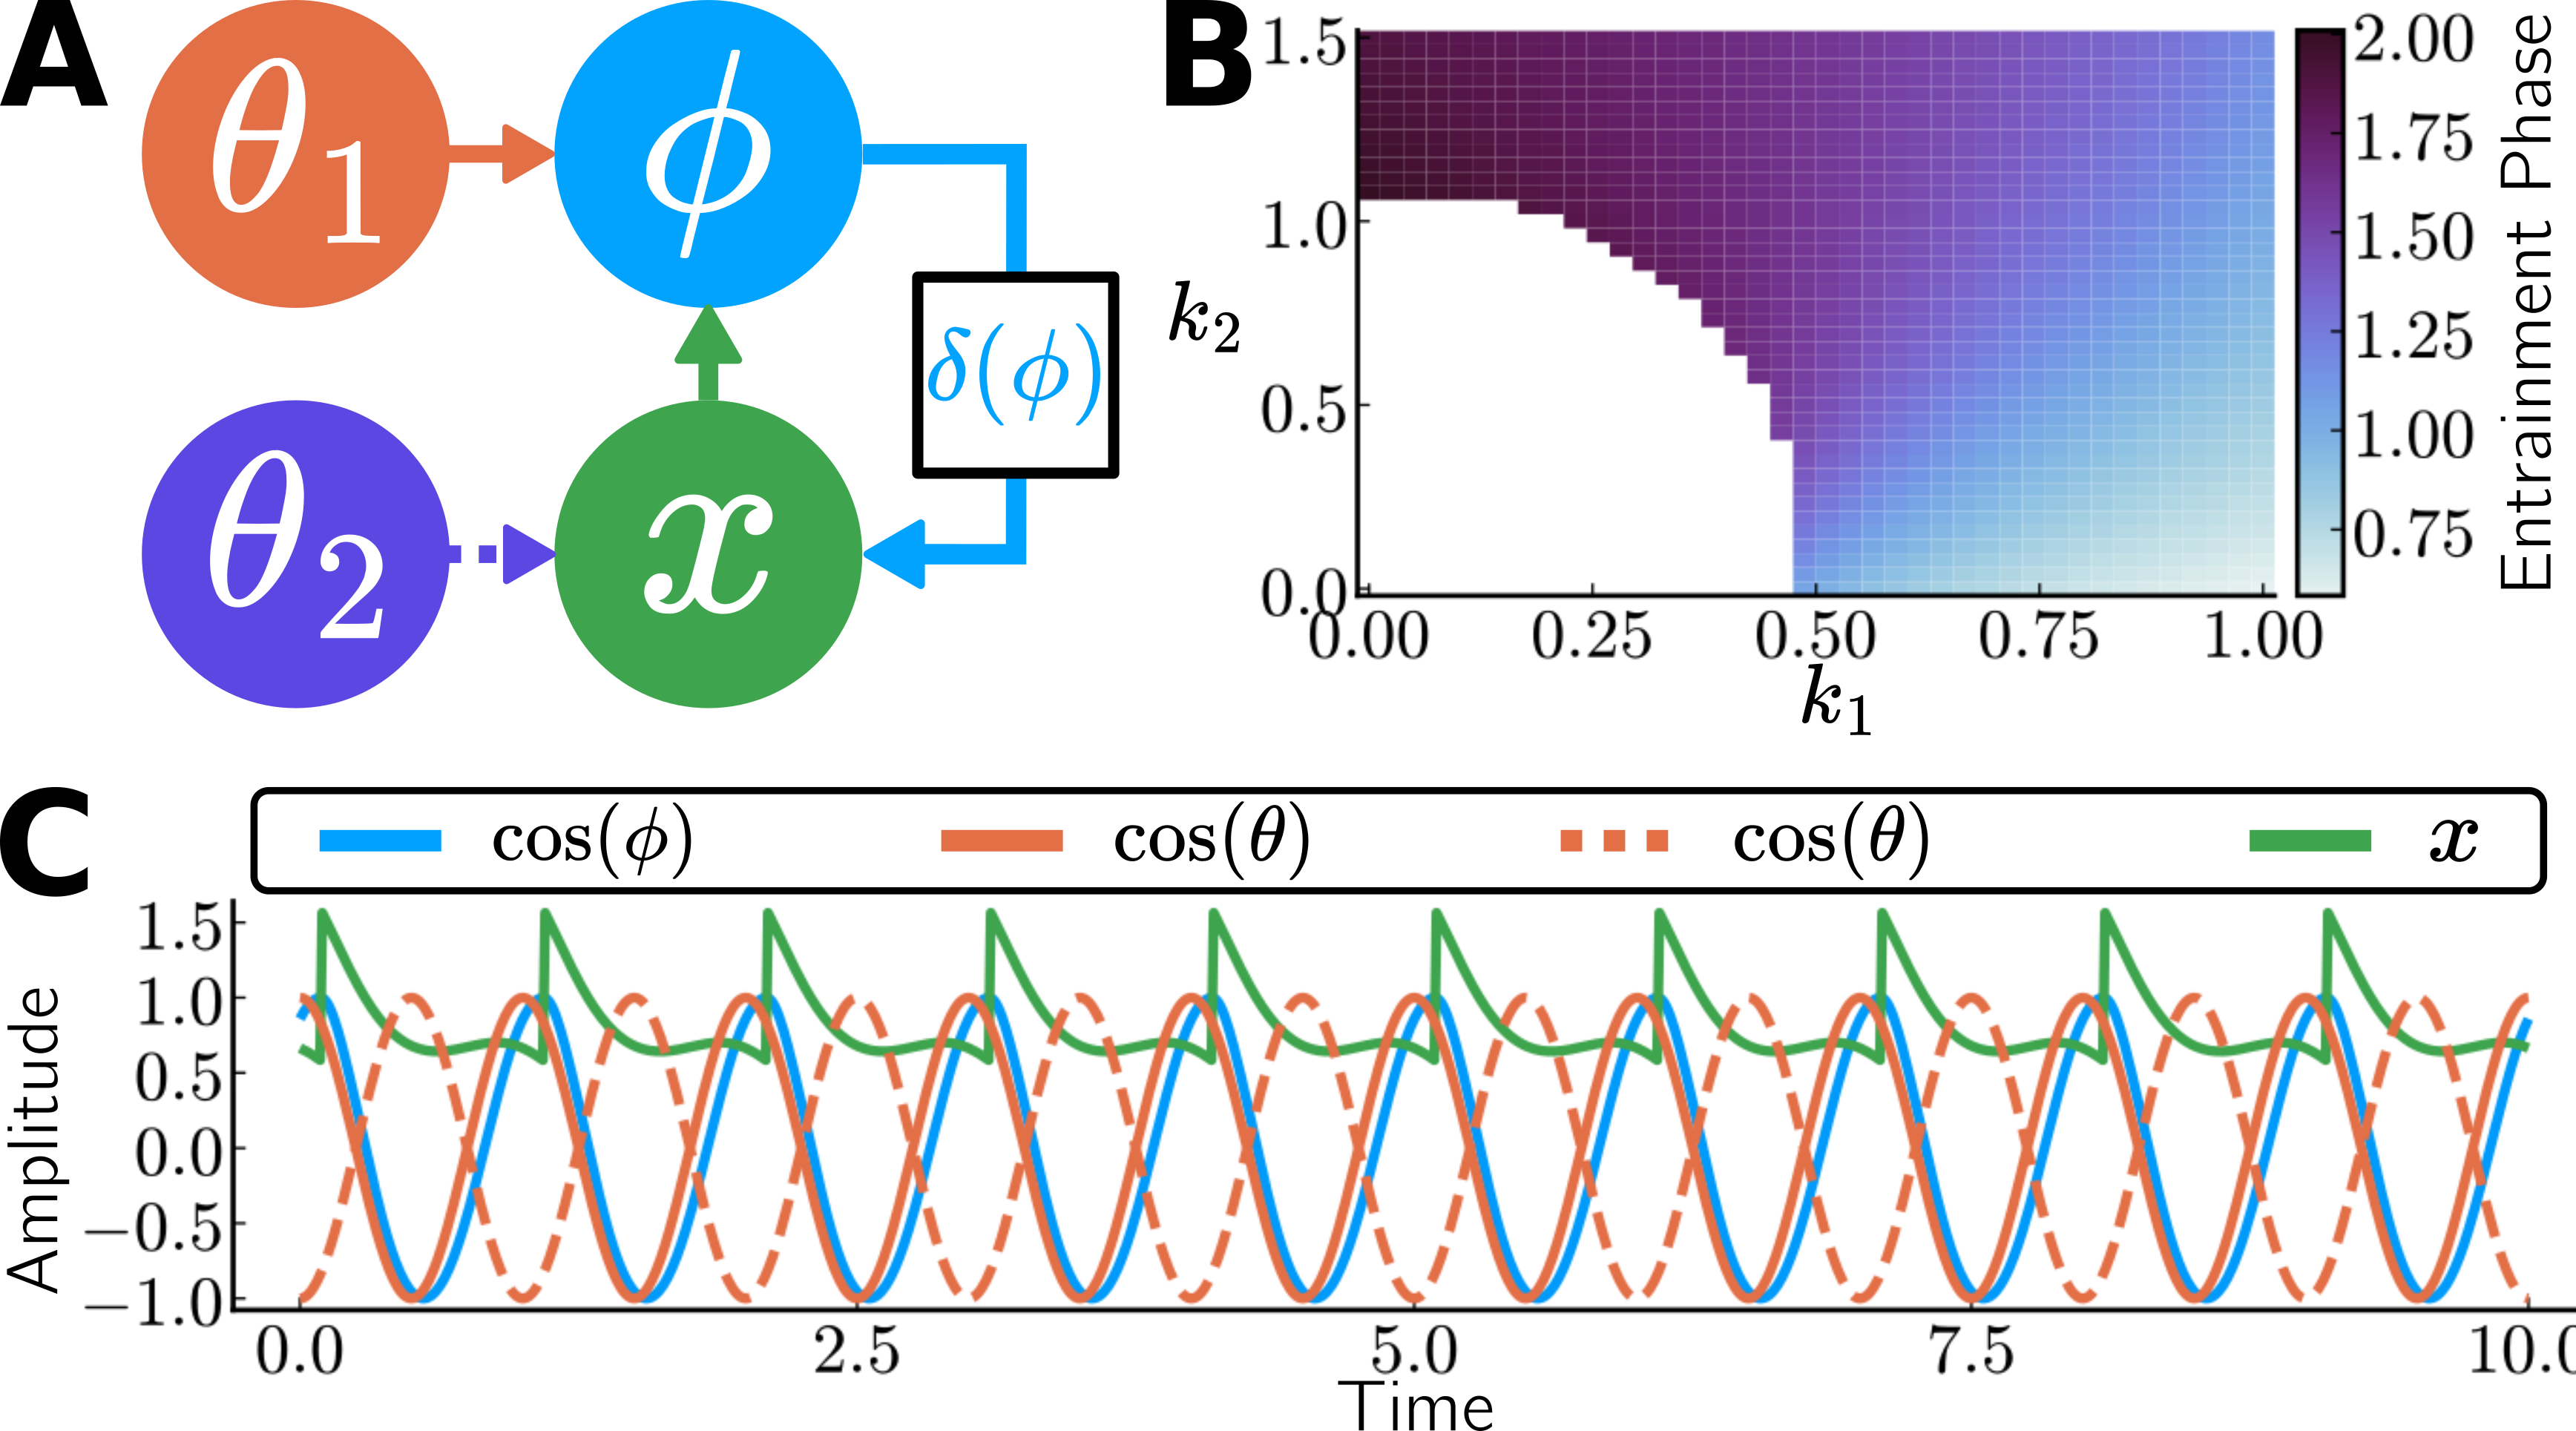 A
θ1
ϕ
δ(ϕ)
θ2
x
B
1.5
1.0
0.5
0.0
k2
0.00 0.25 0.50 0.75 1.00
k1
2.00
1.75
1.50
1.25
1.00
0.75
Entrainment Phase
C
cos(ϕ) cos(θ) cos(θ) x
1.5
1.0
0.5
0.0
−0.5
−1.0
Amplitude
0.0 2.5 5.0 7.5 10.0
Time